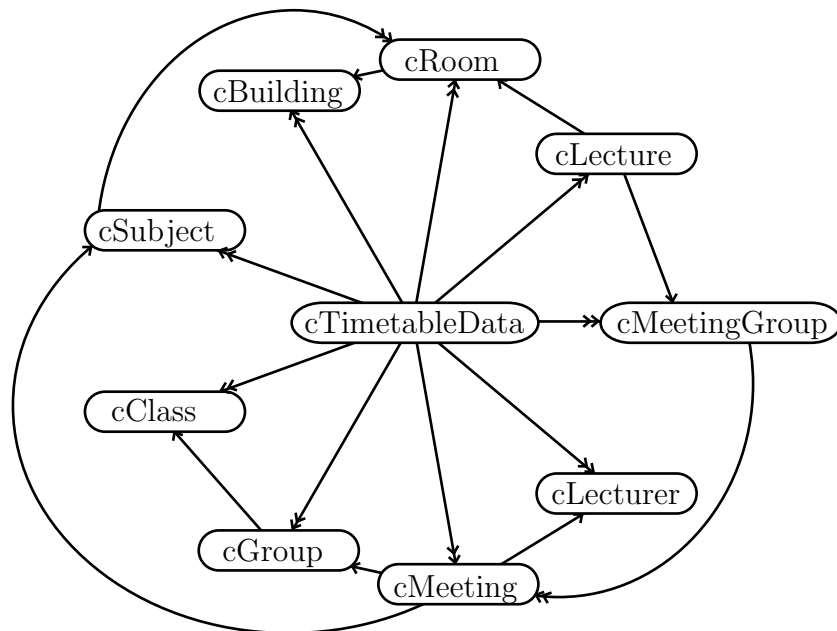 cRoom
cBuilding
cLecture
cSubject
cTimetableData
cMeetingGroup
cClass
cLecturer
cGroup
cMeeting